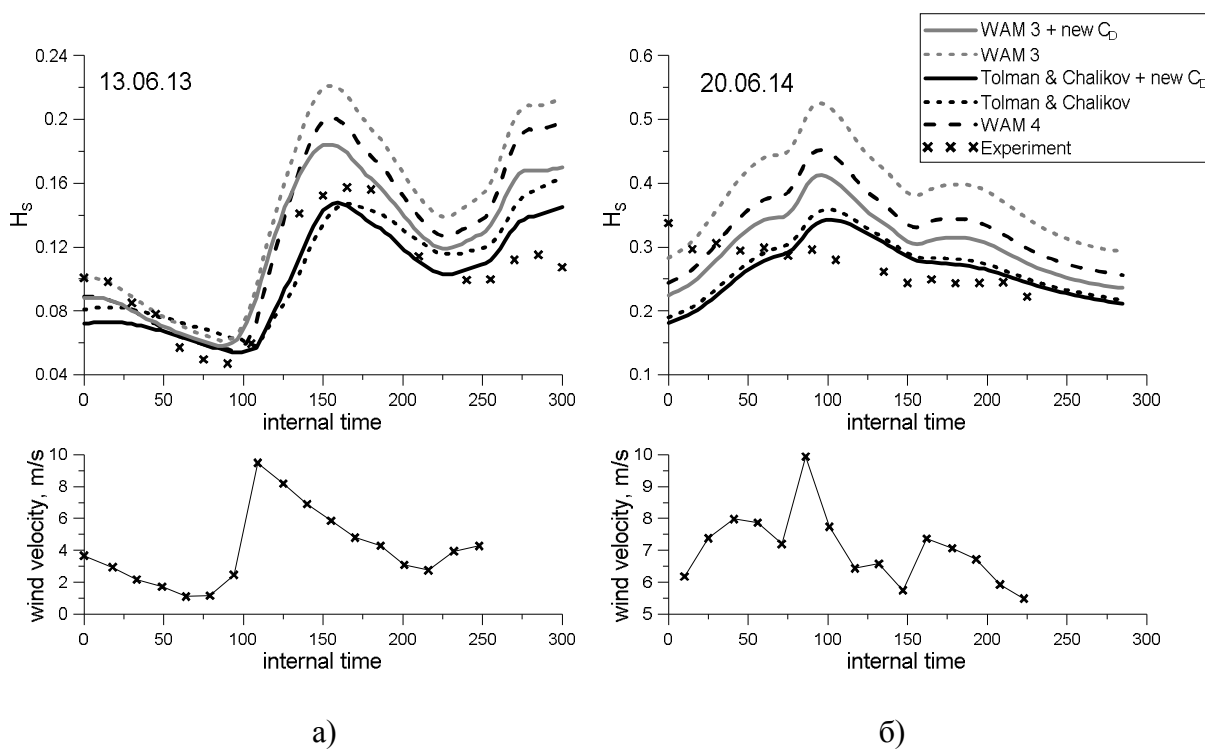 WAM 3 + new C_D
WAM 3
Tolman & Chalikov + new C_D
Tolman & Chalikov
WAM 4
Experiment
13.06.13
H_S
0.24
0.2
0.16
0.12
0.08
0.04
0 50 100 150 200 250 300
internal time
20.06.14
H_S
0.6
0.5
0.4
0.3
0.2
0.1
0 50 100 150 200 250 300
internal time
wind velocity, m/s
10
8
6
4
2
0
0 50 100 150 200 250 300
internal time
wind velocity, m/s
10
9
8
7
6
5
0 50 100 150 200 250 300
internal time
а) б)